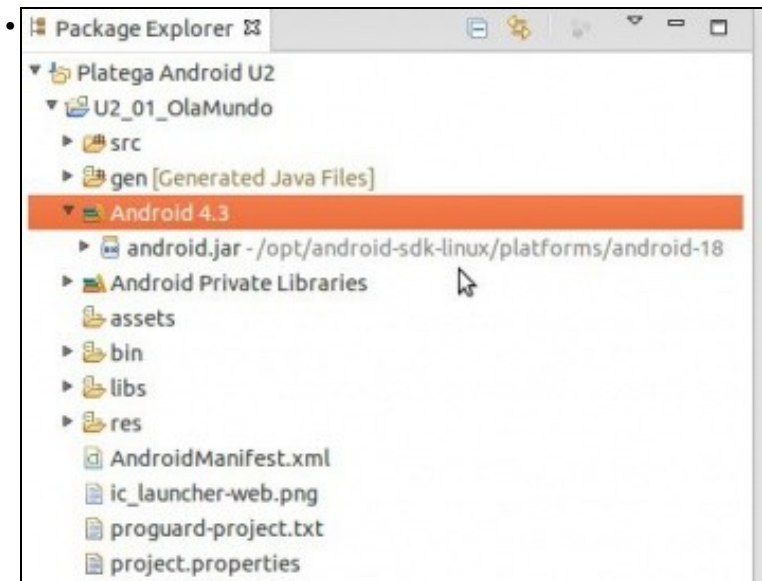 Package Explorer
Platega Android U2
U2_01_OlaMundo
src
gen [Generated Java Files]
Android 4.3
android.jar - /opt/android-sdk-linux/platforms/android-18
Android Private Libraries
assets
bin
libs
res
AndroidManifest.xml
ic_launcher-web.png
proguard-project.txt
project.properties